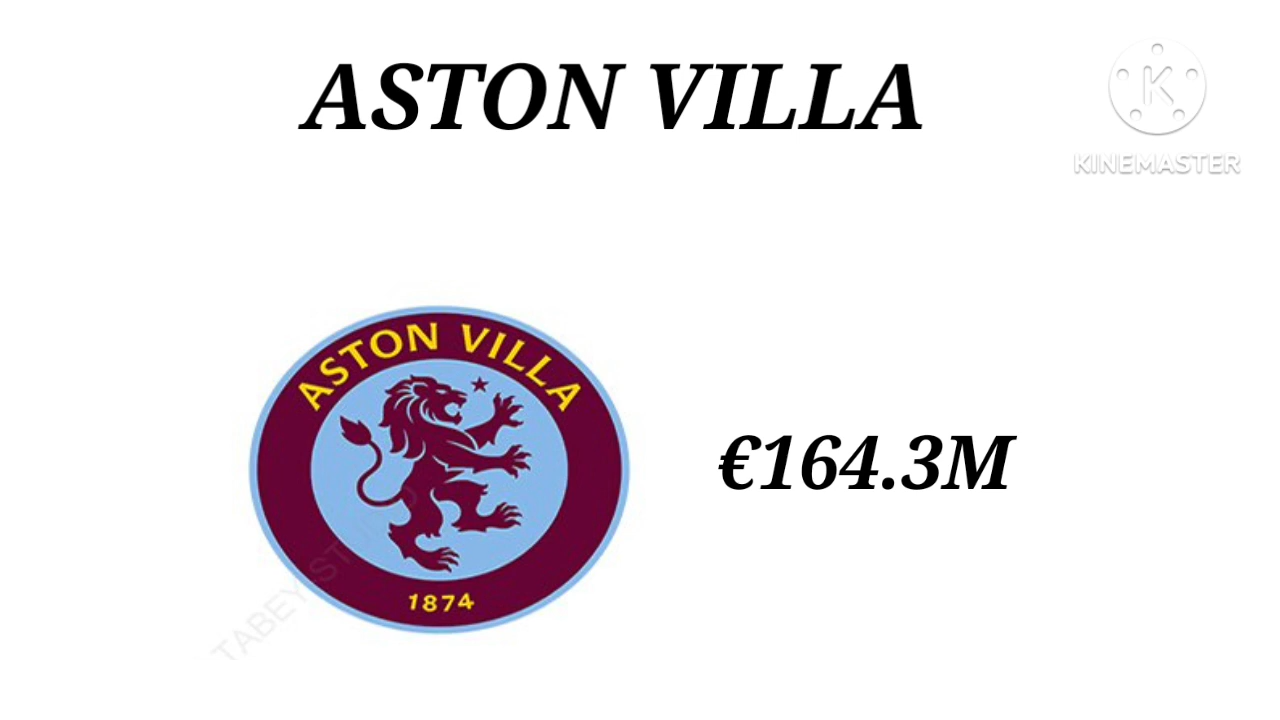 ASTON VILLA
KINEMASTER
ASTON VILLA
€164.3M
1874